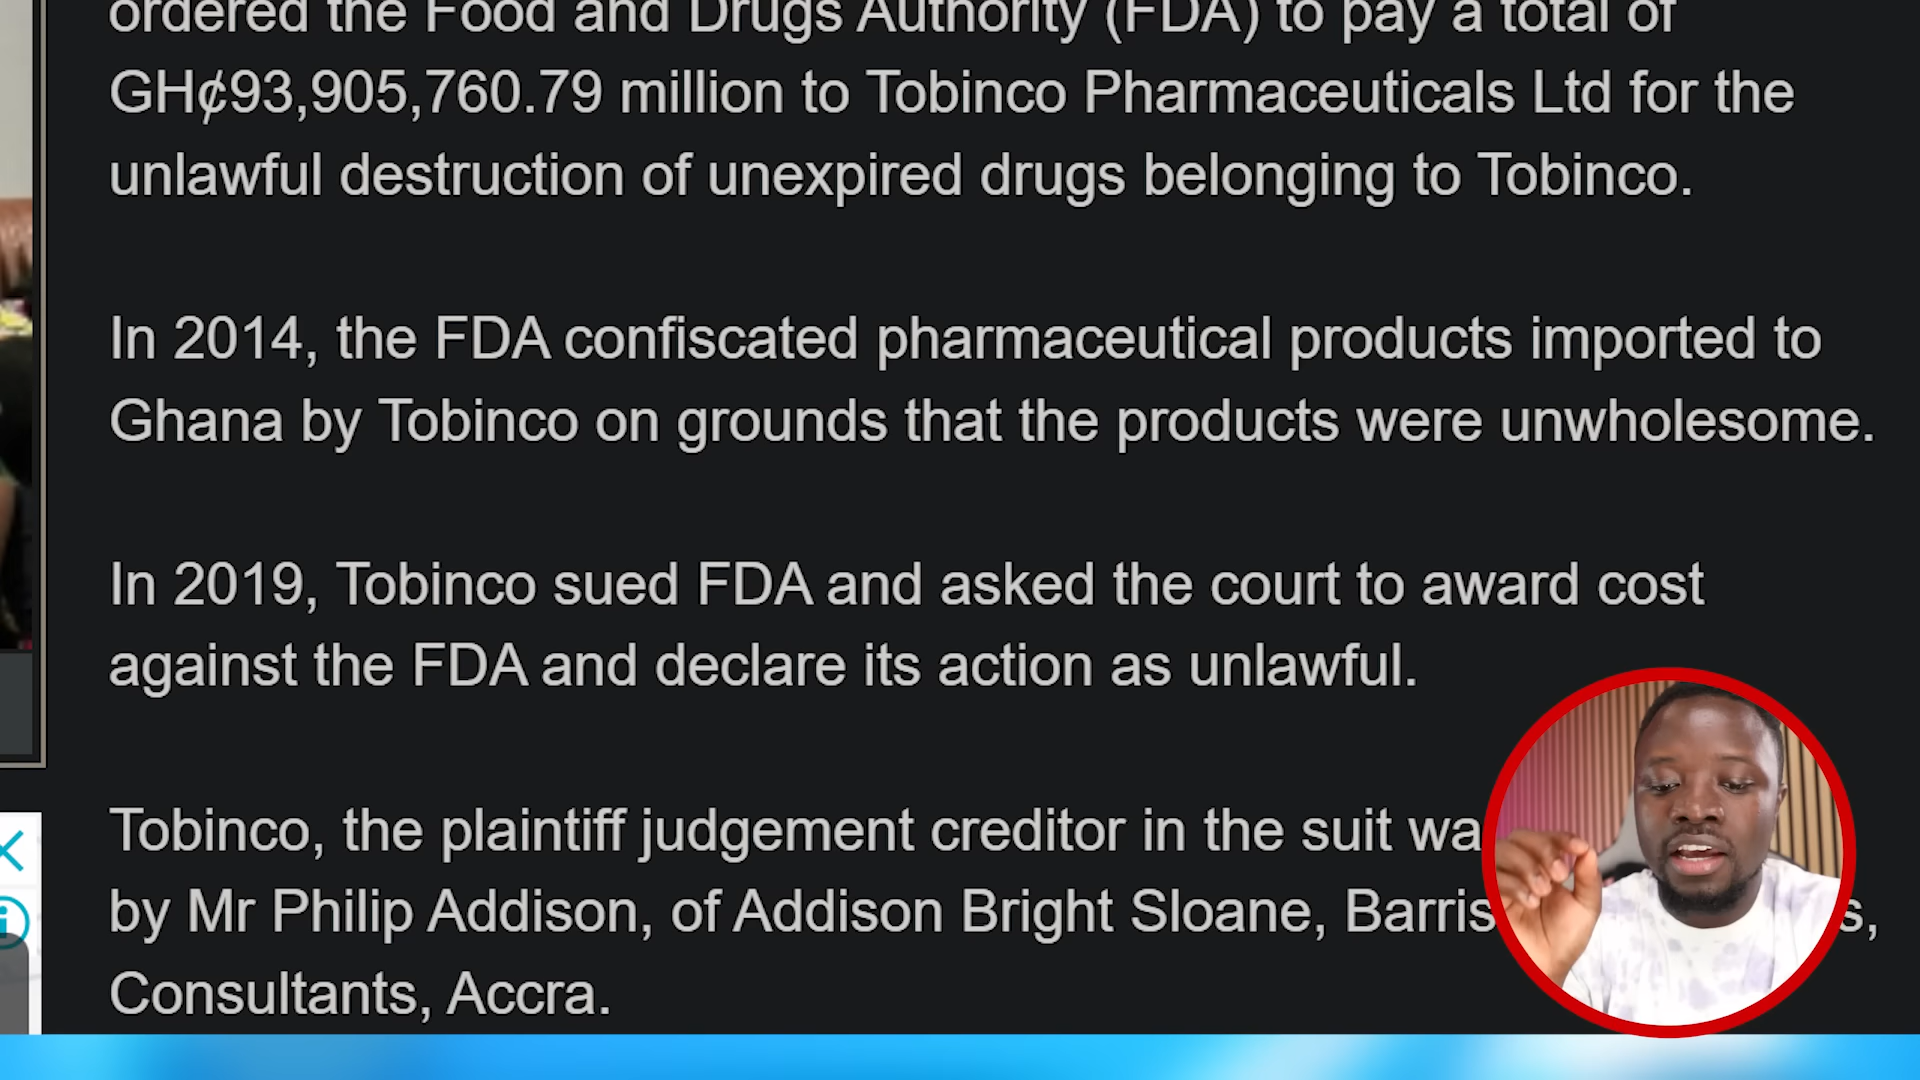 ordered the Food and Drugs Authority (FDA) to pay a total of
GH¢93,905,760.79 million to Tobinco Pharmaceuticals Ltd for the
unlawful destruction of unexpired drugs belonging to Tobinco.
In 2014, the FDA confiscated pharmaceutical products imported to
Ghana by Tobinco on grounds that the products were unwholesome.
In 2019, Tobinco sued FDA and asked the court to award cost
against the FDA and declare its action as unlawful.
Tobinco, the plaintiff judgement creditor in the suit
by Mr Philip Addison, of Addison Bright Sloane,
Consultants, Accra.